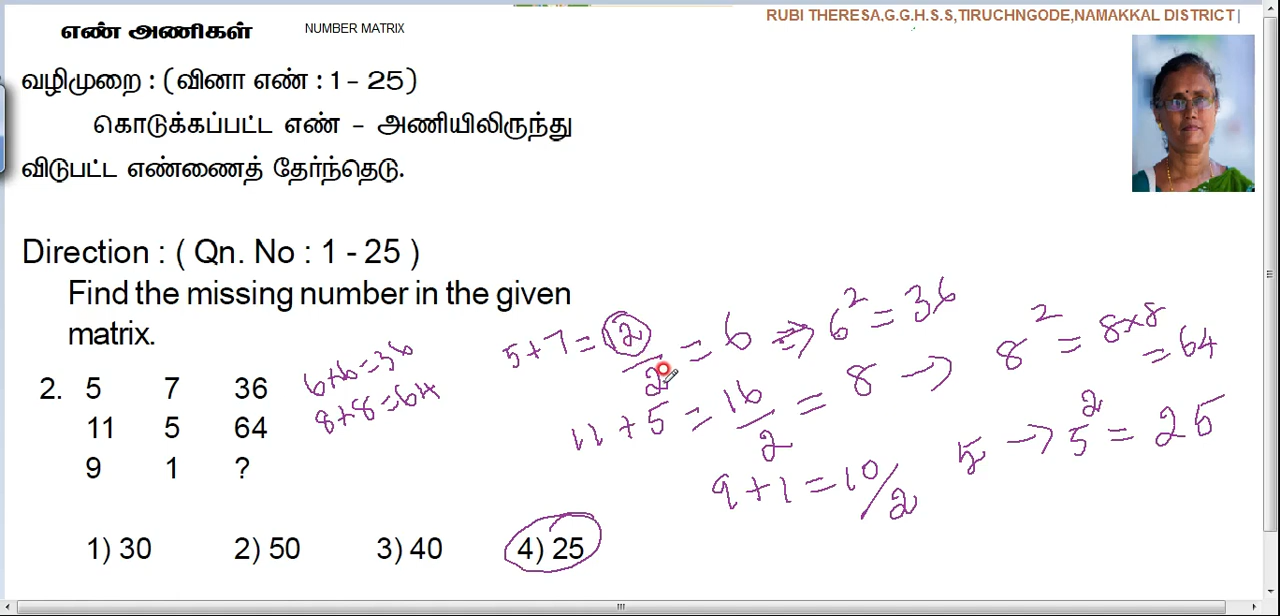 RUBI THERESA,G.G.H.S.S,TIRUCHNGODE,NAMAKKAL DISTRICT
எண் அணிகள் NUMBER MATRIX
வழிமுறை : (வினா எண் : 1 - 25)
கொடுக்கப்பட்ட எண் - அணியிலிருந்து
விடுபட்ட எண்ணைத் தேர்ந்தெடு.
Direction : ( Qn. No : 1 - 25 )
Find the missing number in the given
matrix.
2. 5 7 36
11 5 64
9 1 ?
6+6=36
8+8=64
5+7=2/2=6⇒6²=36
11+5=16/2=8→8²=8×8
=64
9+1=10/2 5→5²=25
1) 30 2) 50 3) 40 4) 25